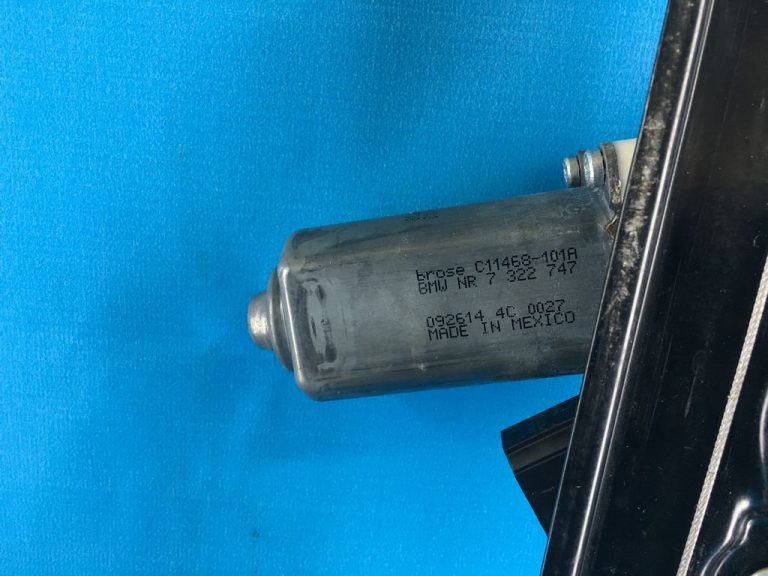 brose C11468-101A
BMW NR 7 322 747
092614 4C 0027
MADE IN MEXICO